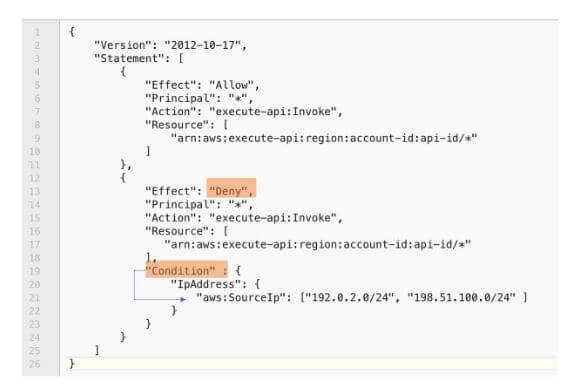 1 {
2 "Version": "2012-10-17",
3 "Statement": [
4 {
5 "Effect": "Allow",
6 "Principal": "*",
7 "Action": "execute-api:Invoke",
8 "Resource": [
9 "arn:aws:execute-api:region:account-id:api-id/*"
10 ]
11 },
12 {
13 "Effect": "Deny",
14 "Principal": "*",
15 "Action": "execute-api:Invoke",
16 "Resource": [
17 "arn:aws:execute-api:region:account-id:api-id/*"
18 ],
19 "Condition" : {
20 "IpAddress": {
21 "aws:SourceIp": ["192.0.2.0/24", "198.51.100.0/24" ]
22 }
23 }
24 }
25 ]
26 }